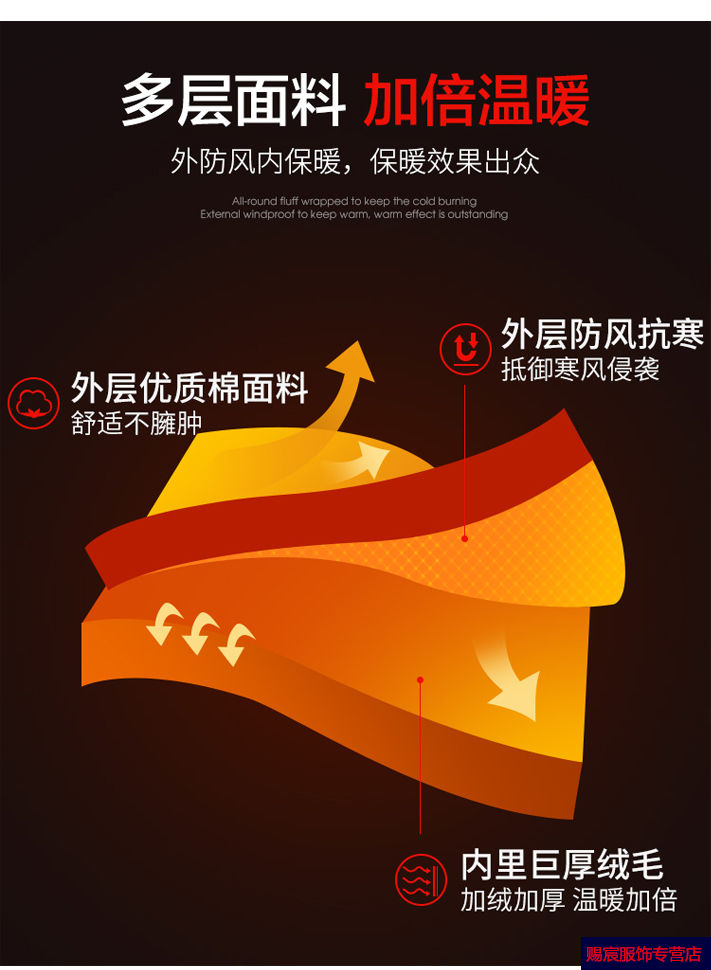 多层面料 加倍温暖
外防风内保暖，保暖效果出众
All-round fluff wrapped to keep the cold burning
External windproof to keep warm, warm effect is outstanding
外层防风抗寒
抵御寒风侵袭
外层优质棉面料
舒适不臃肿
内里巨厚绒毛
加绒加厚 温暖加倍
赐宸服饰专营店